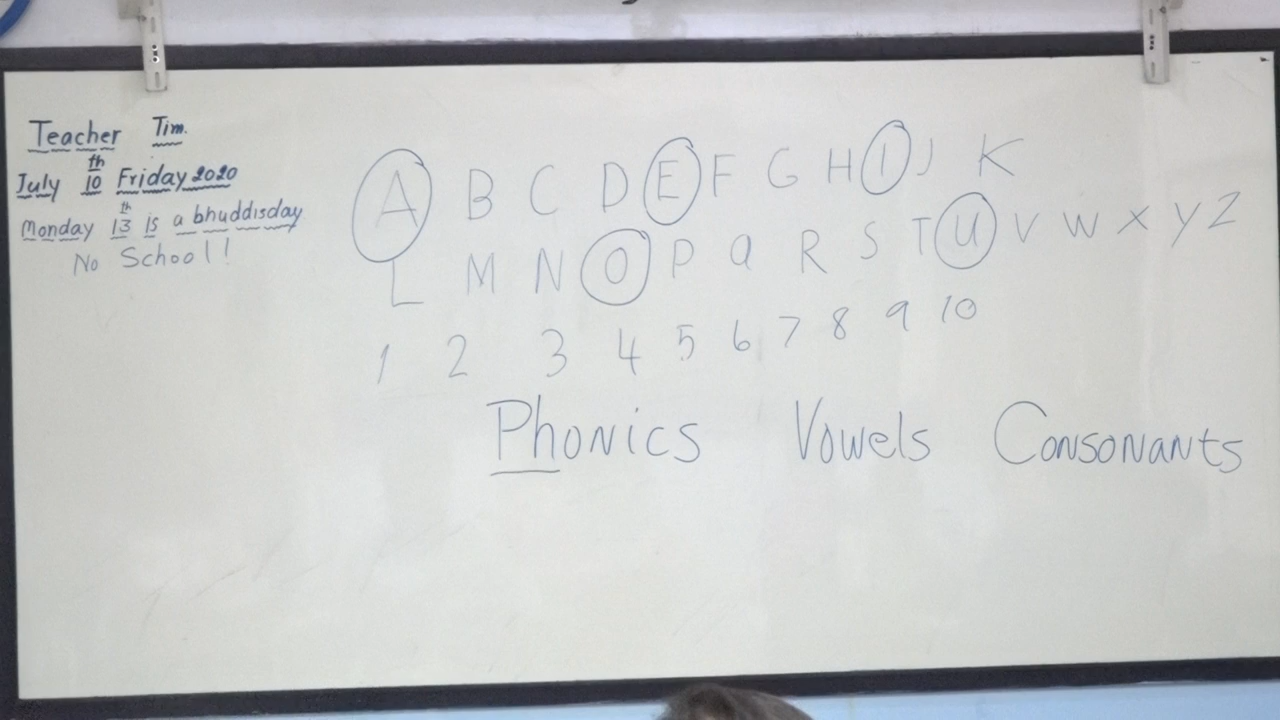 Teacher Tim.
July 10th Friday 2020
Monday 13th is a bhuddisday
No School!
A B C D E F G H I J K
L M N O P Q R S T U V W X Y Z
1 2 3 4 5 6 7 8 9 10
Phonics Vowels Consonants